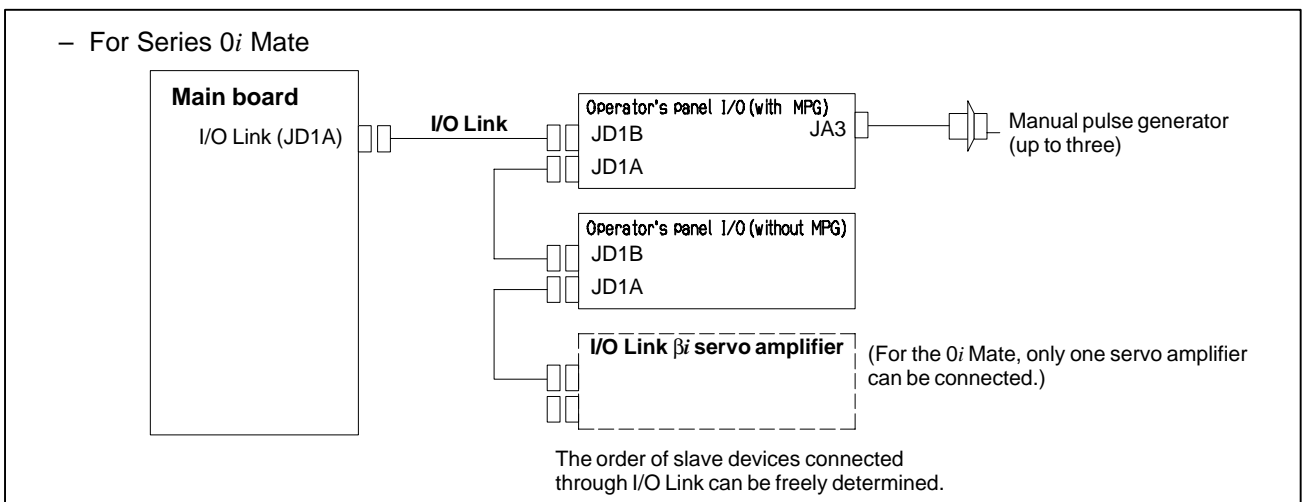 – For Series 0i Mate
Main board
I/O Link (JD1A)
I/O Link
Operator's panel I/O (with MPG)
JD1B
JA3
JD1A
Manual pulse generator
(up to three)
Operator's panel I/O (without MPG)
JD1B
JD1A
I/O Link βi servo amplifier
(For the 0i Mate, only one servo amplifier
can be connected.)
The order of slave devices connected
through I/O Link can be freely determined.